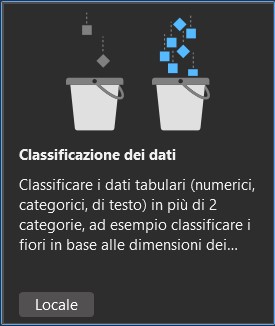 Classificazione dei dati
Classificare i dati tabulari (numerici,
categorici, di testo) in più di 2
categorie, ad esempio classificare i
fiori in base alle dimensioni dei...
Locale